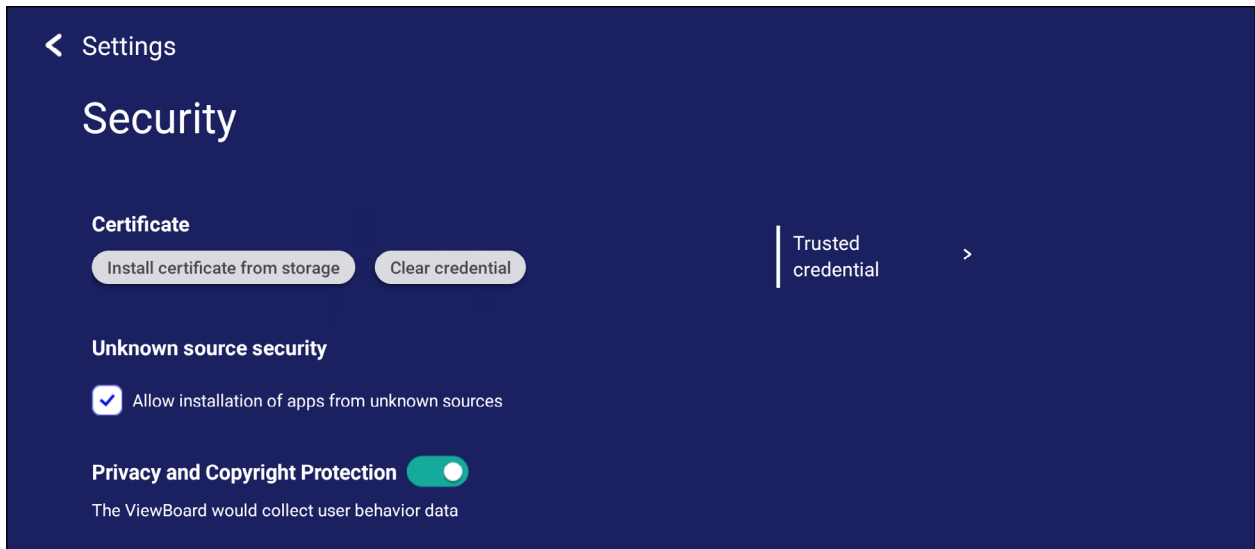 Settings
Security
Certificate
Install certificate from storage
Clear credential
Trusted
credential
Unknown source security
Allow installation of apps from unknown sources
Privacy and Copyright Protection
The ViewBoard would collect user behavior data